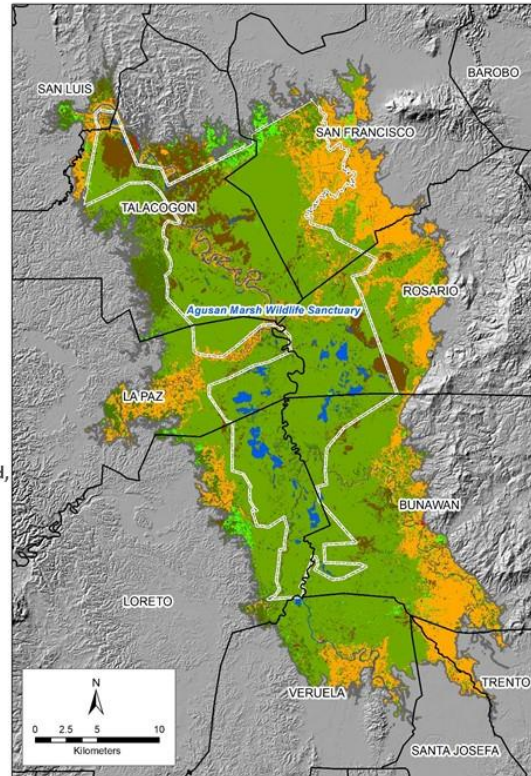 BAROBO
SAN LUIS
SAN FRANCISCO
TALACOGON
ROSARIO
Agusan Marsh Wildlife Sanctuary
LA PAZ
BUNAWAN
LORETO
TRENTO
VERUELA
SANTA JOSEFA
N
0 2.5 5 10
Kilometers